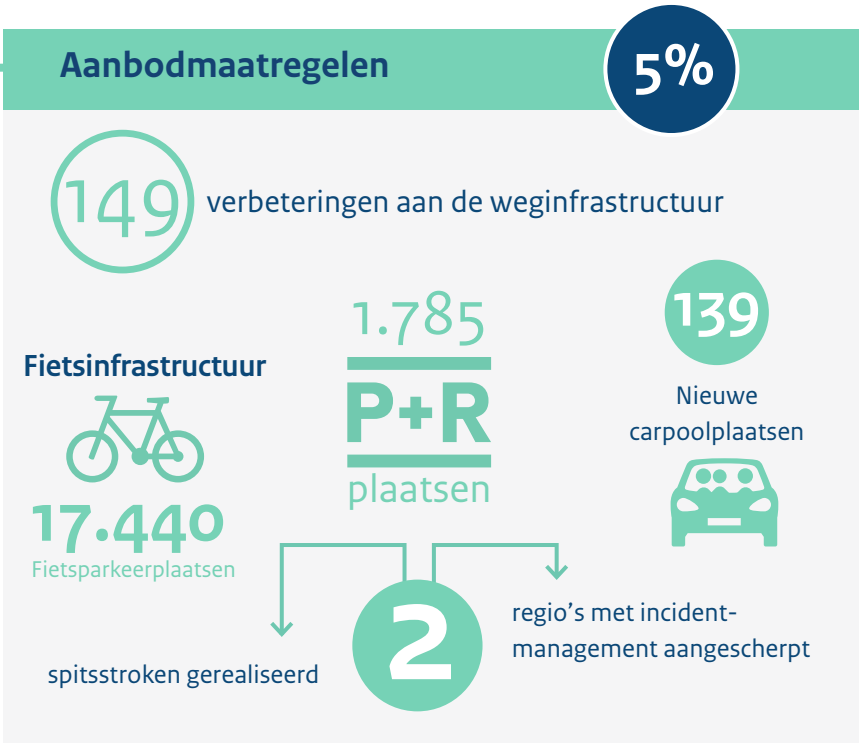 Aanbodmaatregelen
5%
149
verbeteringen aan de weginfrastructuur
Fietsinfrastructuur
17.440
Fietsparkeerplaatsen
1.785
P+R
plaatsen
139
Nieuwe
carpoolplaatsen
2
spitsstroken gerealiseerd
regio's met incident-
management aangescherpt